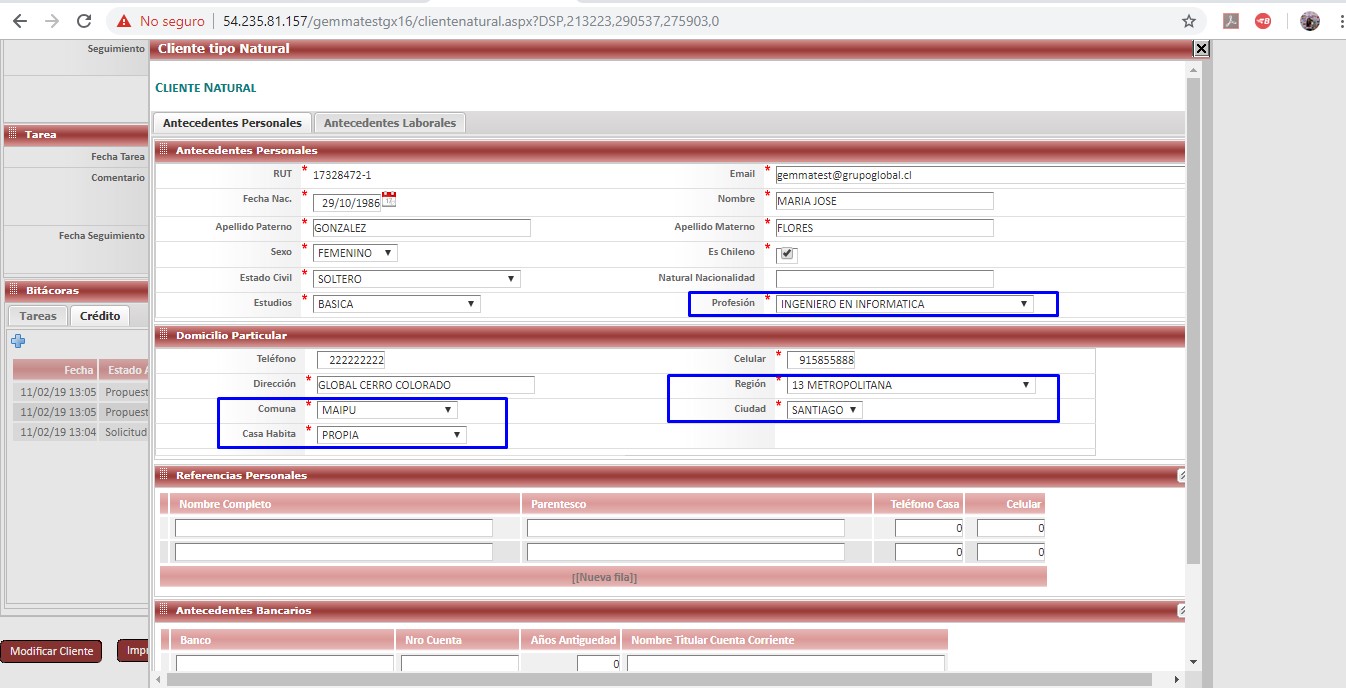 No seguro 54.235.81.157/gemmatestgx16/clientenatural.aspx?DSP,213223,290537,275903,0
Seguimiento
Tarea
Fecha Tarea
Comentario
Fecha Seguimiento
Bitácoras
Tareas Crédito
Fecha Estado A
11/02/19 13:05 Propuest
11/02/19 13:05 Propuest
11/02/19 13:04 Solicitud
Modificar Cliente Impr
Cliente tipo Natural
CLIENTE NATURAL
Antecedentes Personales Antecedentes Laborales
Antecedentes Personales
RUT * 17328472-1 Email * gemmatest@grupoglobal.cl
Fecha Nac. * 29/10/1986 Nombre * MARIA JOSE
Apellido Paterno * GONZALEZ Apellido Materno * FLORES
Sexo * FEMENINO Es Chileno *
Estado Civil * SOLTERO Natural Nacionalidad
Estudios * BASICA Profesión * INGENIERO EN INFORMATICA
Domicilio Particular
Teléfono 222222222 Celular * 915855888
Dirección * GLOBAL CERRO COLORADO Región * 13 METROPOLITANA
Comuna * MAIPU Ciudad * SANTIAGO
Casa Habita * PROPIA
Referencias Personales
Nombre Completo Parentesco Teléfono Casa Celular
0 0
0 0
[[Nueva fila]]
Antecedentes Bancarios
Banco Nro Cuenta Años Antiguedad Nombre Titular Cuenta Corriente
0